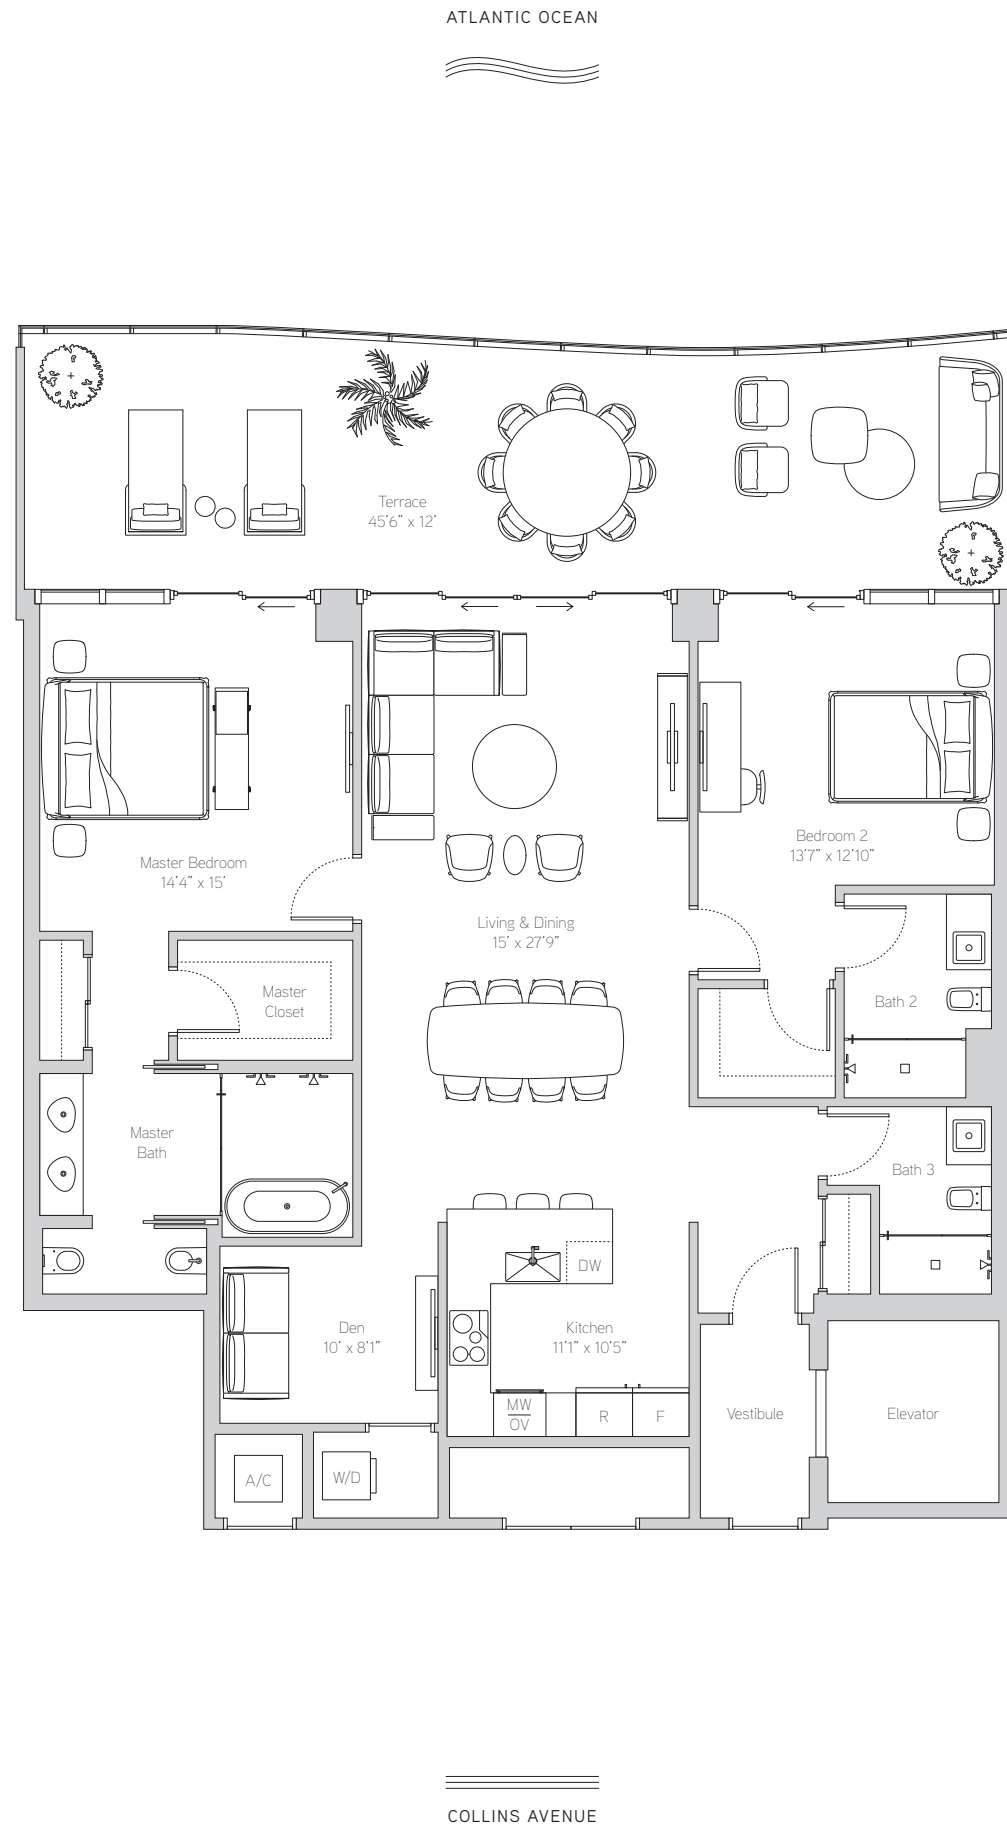 ATLANTIC OCEAN
Terrace
45'6" x 12'
Master Bedroom
14'4" x 15'
Bedroom 2
13'7" x 12'10"
Living & Dining
15' x 27'9"
Master
Closet
Bath 2
Master
Bath
Bath 3
DW
Den
10' x 8'1"
Kitchen
11'1" x 10'5"
MW
OV
R
F
Vestibule
Elevator
A/C
W/D
COLLINS AVENUE